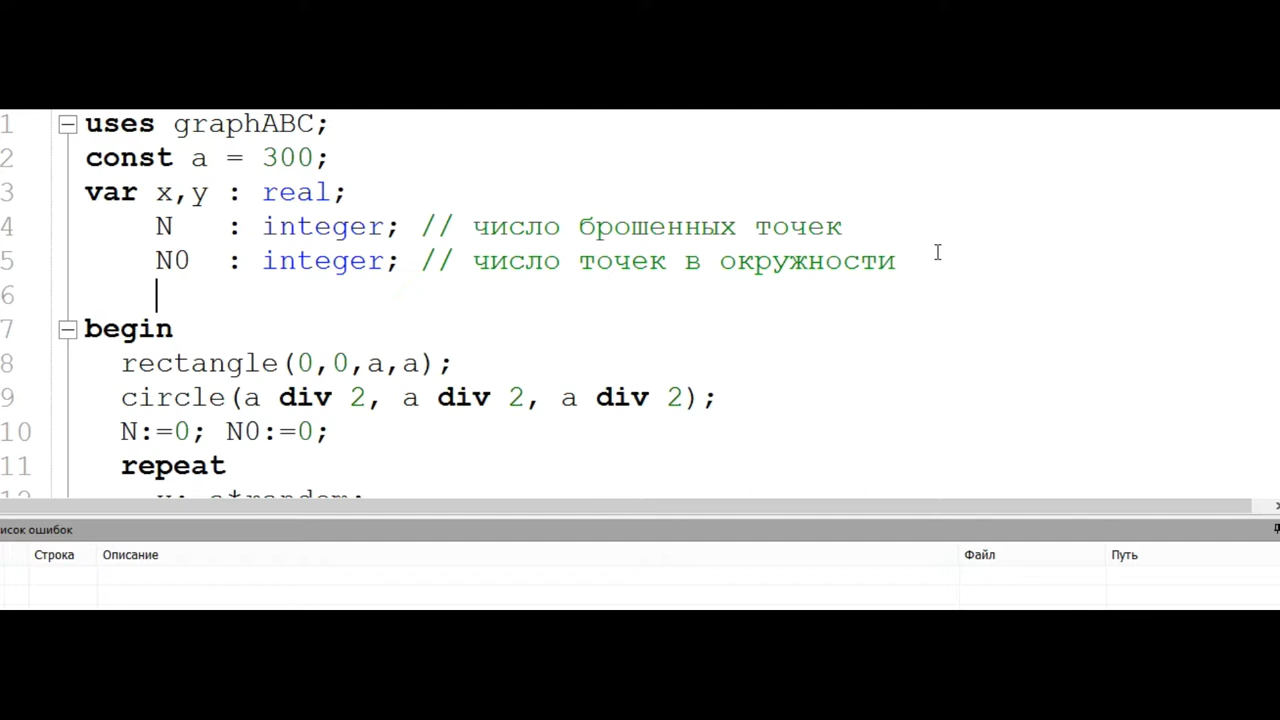 1 uses graphABC;
2 const a = 300;
3 var x,y : real;
4 N : integer; // число брошенных точек
5 N0 : integer; // число точек в окружности
6
7 begin
8 rectangle(0,0,a,a);
9 circle(a div 2, a div 2, a div 2);
10 N:=0; N0:=0;
11 repeat
исок ошибок
Строка Описание Файл Путь